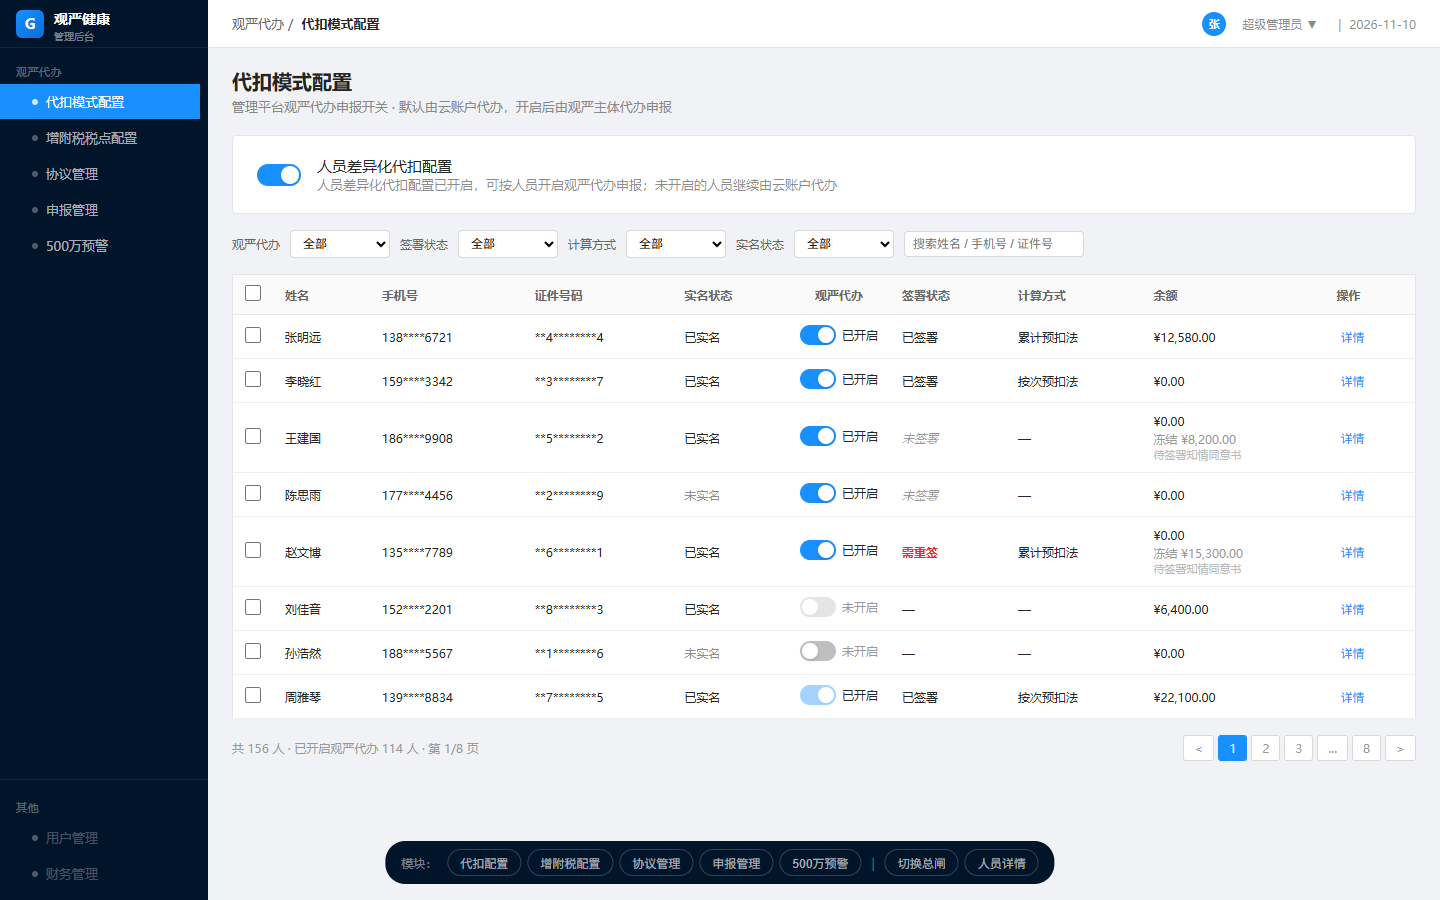 G 观严健康
管理后台
观严代办
代扣模式配置
增附税税点配置
协议管理
申报管理
500万预警
其他
用户管理
财务管理
观严代办 / 代扣模式配置
张 超级管理员 ▼ | 2026-11-10
代扣模式配置
管理平台观严代办申报开关 · 默认由云账户代办，开启后由观严主体代办申报
人员差异化代扣配置
人员差异化代扣配置已开启，可按人员开启观严代办申报；未开启的人员继续由云账户代办
观严代办 全部 签署状态 全部 计算方式 全部 实名状态 全部 搜索姓名 / 手机号 / 证件号
姓名 手机号 证件号码 实名状态 观严代办 签署状态 计算方式 余额 操作
张明远 138****6721 **4********4 已实名 已开启 已签署 累计预扣法 ¥12,580.00 详情
李晓红 159****3342 **3********7 已实名 已开启 已签署 按次预扣法 ¥0.00 详情
王建国 186****9908 **5********2 已实名 已开启 未签署 — ¥0.00 详情
冻结 ¥8,200.00
待签署知情同意书
陈思雨 177****4456 **2********9 未实名 已开启 未签署 — ¥0.00 详情
赵文博 135****7789 **6********1 已实名 已开启 需重签 累计预扣法 ¥0.00 详情
冻结 ¥15,300.00
待签署知情同意书
刘佳音 152****2201 **8********3 已实名 未开启 — — ¥6,400.00 详情
孙浩然 188****5567 **1********6 未实名 未开启 — — ¥0.00 详情
周雅琴 139****8834 **7********5 已实名 已开启 已签署 按次预扣法 ¥22,100.00 详情
共 156 人 · 已开启观严代办 114 人 · 第 1/8 页
< 1 2 3 ... 8 >
模块： 代扣配置 增附税配置 协议管理 申报管理 500万预警 | 切换总闸 人员详情